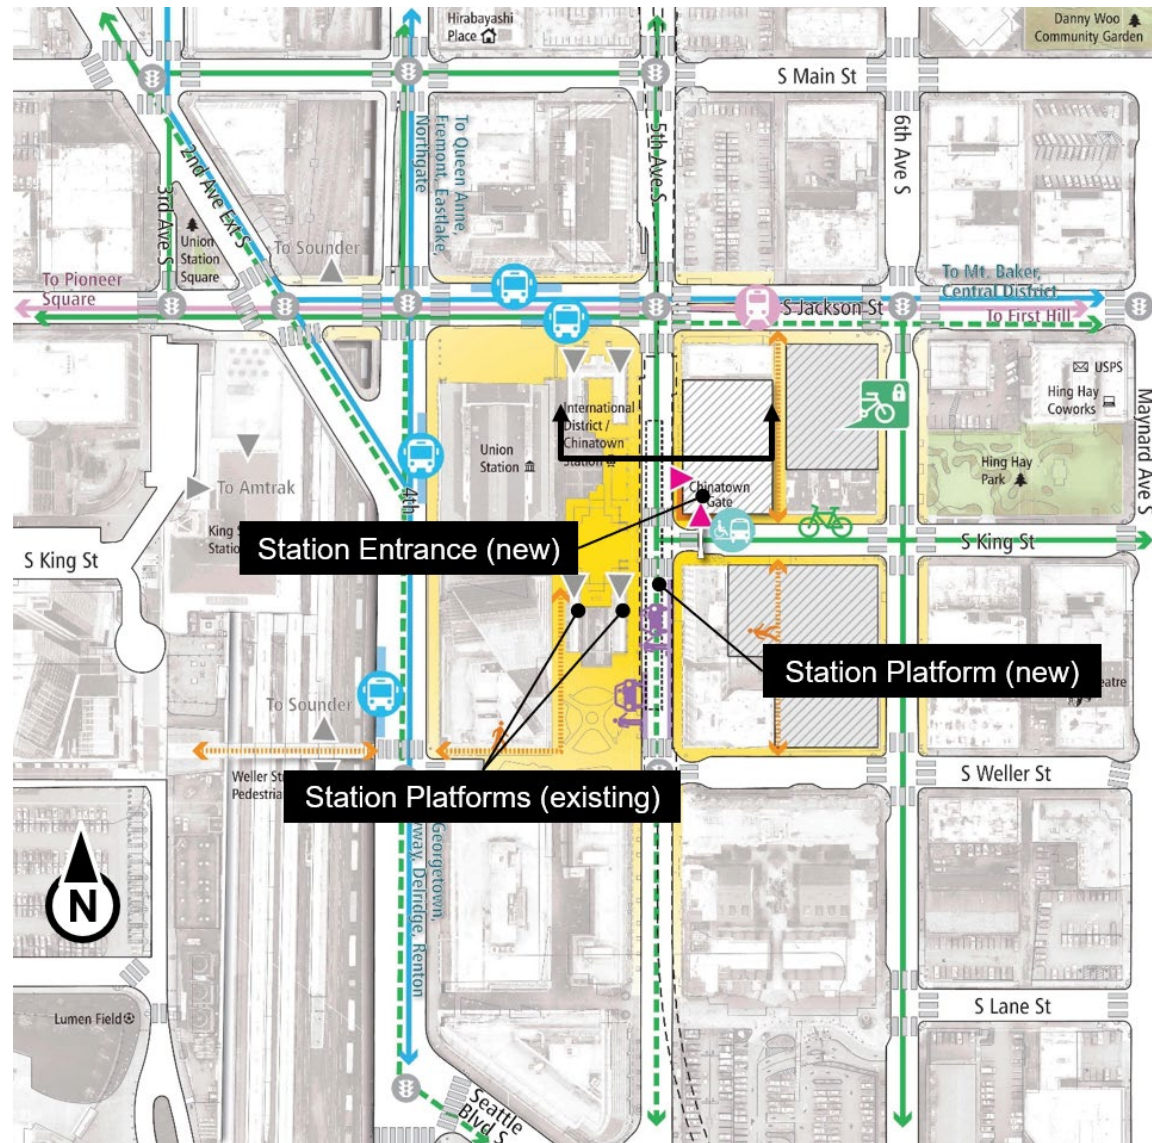 Hirabayashi
Place
Danny Woo
Community Garden
S Main St
To Queen Anne,
Fremont, Eastlake,
Northgate
5th Ave S
6th Ave S
2nd Ave Ext S
3rd Ave S
Union
Station
Square
To Sounder
To Pioneer
Square
To Mt. Baker,
Central District
S Jackson St
To First Hill
USPS
Hing Hay
Coworks
Maynard Ave S
International
District /
Chinatown
Station
Union
Station
Hing Hay
Park
To Amtrak
4th
Chinatown
Gate
King
Station Entrance (new)
S King St
S King St
Station Platform (new)
To Sounder
S Weller St
Station Platforms (existing)
Georgetown,
Delridge, Renton
N
Lumen Field
S Lane St
Seattle
Blvd S